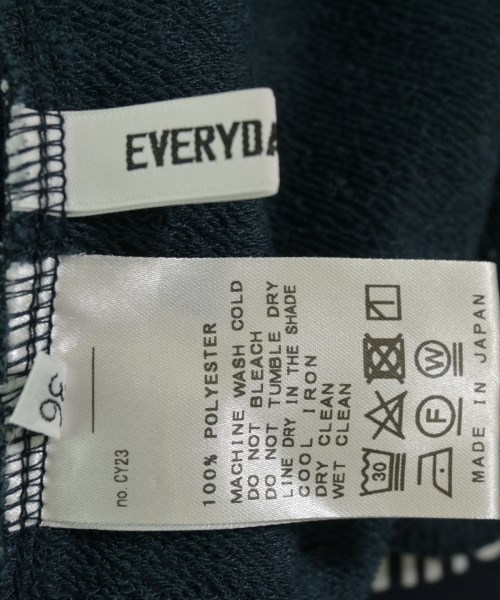 EVERYDA
36
no. CY23
100% POLYESTER
MACHINE WASH COLD
DO NOT BLEACH
DO NOT TUMBLE DRY
LINE DRY IN THE SHADE
COOL IRON
DRY CLEAN
WET CLEAN
30
F
W
MADE IN JAPAN